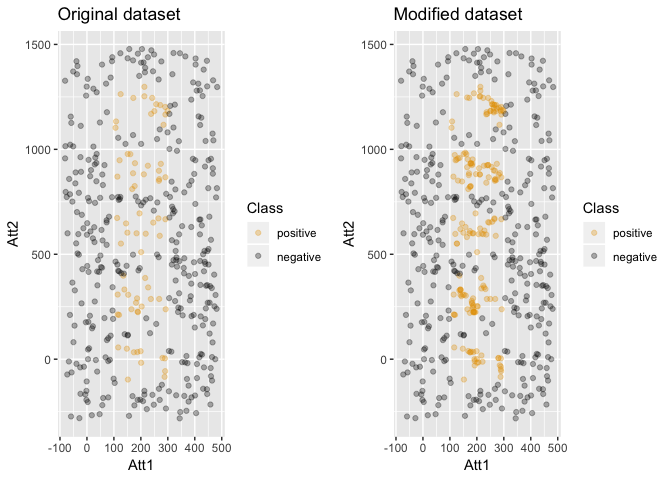 Original dataset
1500
1000
500
0
Att2
-100 0 100 200 300 400 500
Att1
Class
positive
negative
Modified dataset
1500
1000
500
0
Att2
-100 0 100 200 300 400 500
Att1
Class
positive
negative